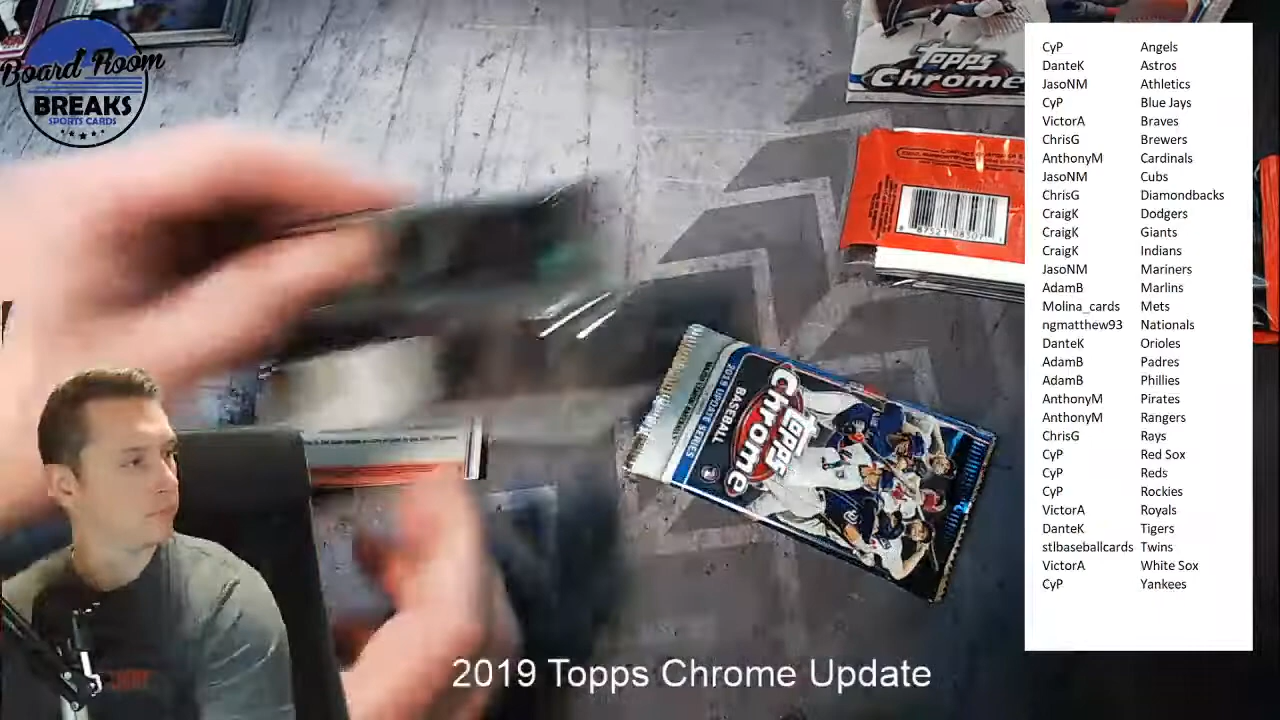 Board Room
BREAKS
SPORTS CARDS
Topps
Chrome
2019 UPDATE SERIES
BASEBALL
Topps
Chrome
CyP Angels
DanteK Astros
JasoNM Athletics
CyP Blue Jays
VictorA Braves
ChrisG Brewers
AnthonyM Cardinals
JasoNM Cubs
ChrisG Diamondbacks
CraigK Dodgers
CraigK Giants
CraigK Indians
JasoNM Mariners
AdamB Marlins
Molina_cards Mets
ngmatthew93 Nationals
DanteK Orioles
AdamB Padres
AdamB Phillies
AnthonyM Pirates
AnthonyM Rangers
ChrisG Rays
CyP Red Sox
CyP Reds
CyP Rockies
VictorA Royals
DanteK Tigers
stlbaseballcards Twins
VictorA White Sox
CyP Yankees
2019 Topps Chrome Update